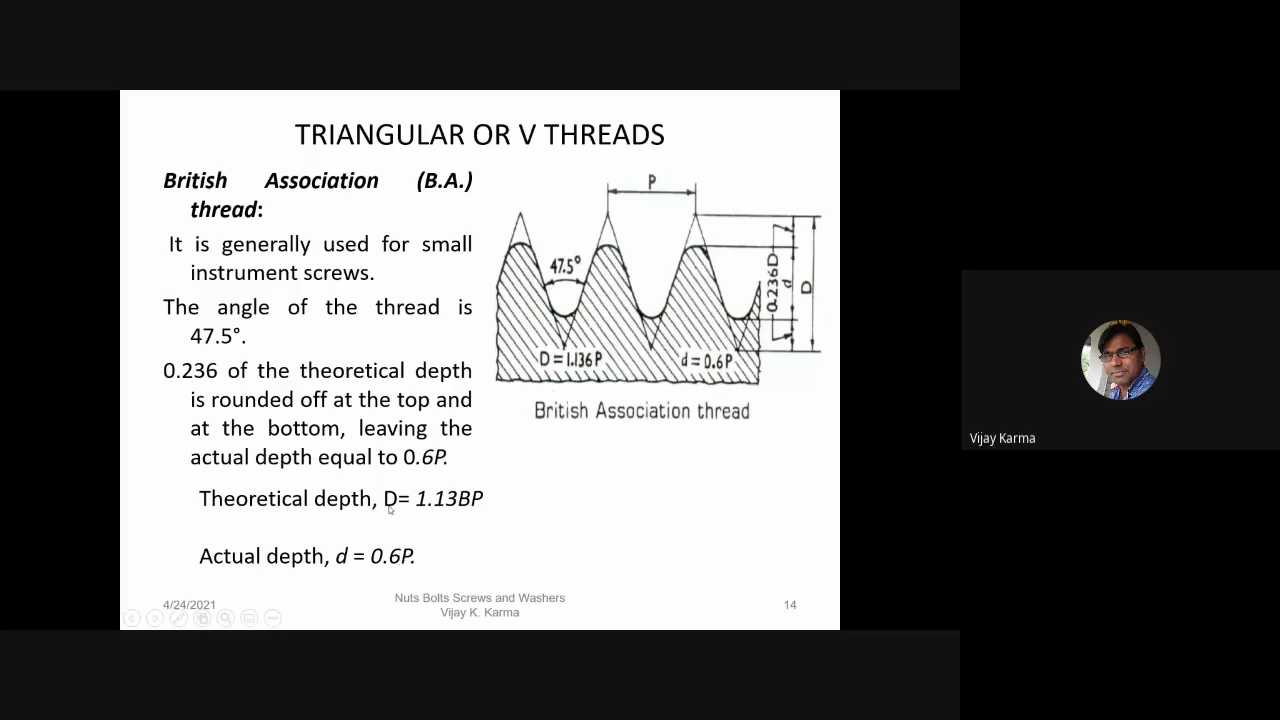 TRIANGULAR OR V THREADS
British Association (B.A.)
thread:
It is generally used for small
instrument screws.
The angle of the thread is
47.5°.
0.236 of the theoretical depth
is rounded off at the top and
at the bottom, leaving the
actual depth equal to 0.6P.
Theoretical depth, D= 1.13BP
Actual depth, d = 0.6P.
P
47.5°
0.236D
d
D
D = 1.136P
d = 0.6P
British Association thread
4/24/2021
Nuts Bolts Screws and Washers
Vijay K. Karma
14
Vijay Karma